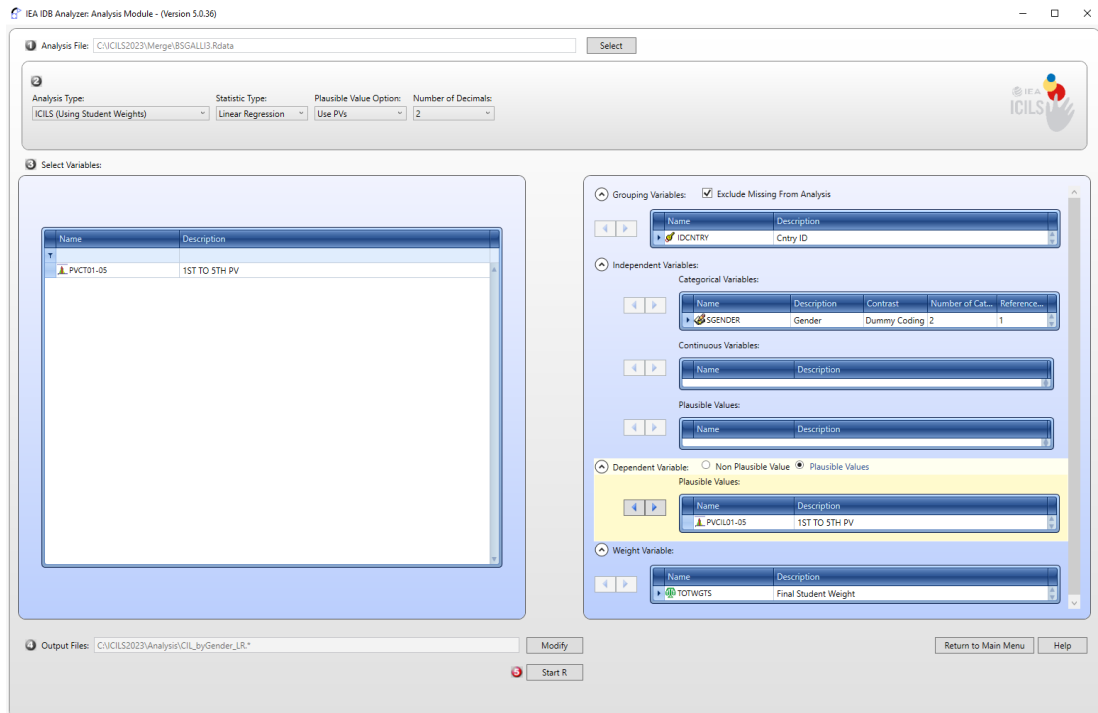 IEA IDB Analyzer: Analysis Module - (Version 5.0.36)
1 Analysis File: C:\ICILS2023\Merge\BSGALLI3.Rdata Select
2
Analysis Type: Statistic Type: Plausible Value Option: Number of Decimals:
ICILS (Using Student Weights) Linear Regression Use PVs 2
IEA
ICILS
3 Select Variables:
Name Description
PVCT01-05 1ST TO 5TH PV
Grouping Variables: Exclude Missing From Analysis
Name Description
IDCNTRY Cntry ID
Independent Variables:
Categorical Variables:
Name Description Contrast Number of Cat... Reference...
SGENDER Gender Dummy Coding 2 1
Continuous Variables:
Name Description
Plausible Values:
Name Description
Dependent Variable: Non Plausible Value Plausible Values
Plausible Values:
Name Description
PVCIL01-05 1ST TO 5TH PV
Weight Variable:
Name Description
TOTWGTS Final Student Weight
4 Output Files: C:\ICILS2023\Analysis\CIL_byGender_LR.* Modify Return to Main Menu Help
5 Start R